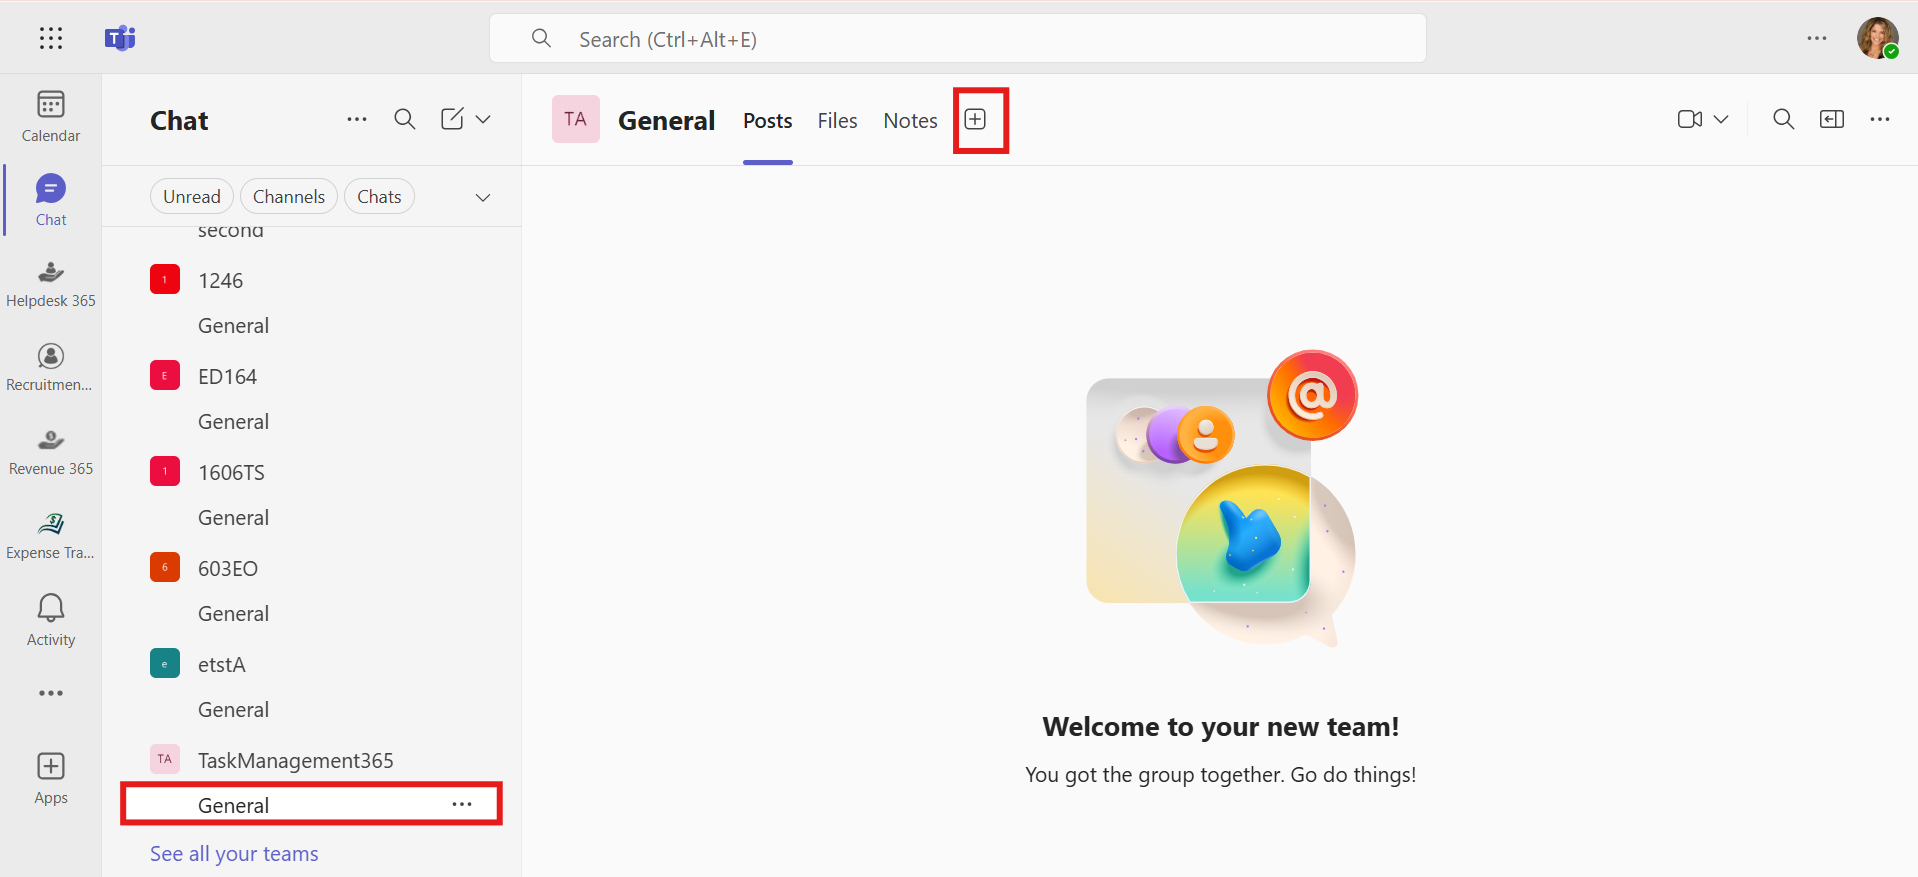 T
Search (Ctrl+Alt+E)
Calendar
Chat
Helpdesk 365
Recruitmen...
Revenue 365
Expense Tra...
Activity
Apps
Chat
Unread
Channels
Chats
second
1
1246
General
E
ED164
General
1
1606TS
General
6
603EO
General
e
etstA
General
TA
TaskManagement365
General
See all your teams
TA
General
Posts
Files
Notes
@
Welcome to your new team!
You got the group together. Go do things!